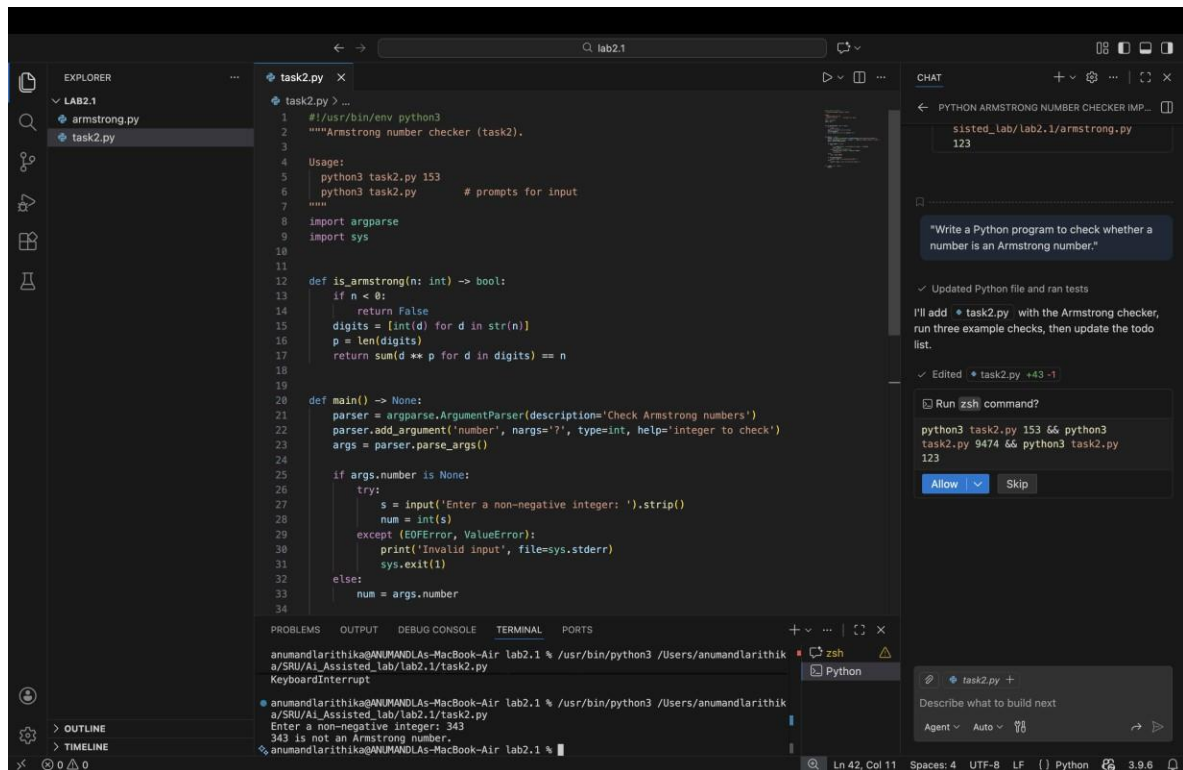 lab2.1
EXPLORER
LAB2.1
armstrong.py
task2.py
OUTLINE
TIMELINE
task2.py
task2.py > ...
1 #!/usr/bin/env python3
2 """Armstrong number checker (task2).
3
4 Usage:
5 python3 task2.py 153
6 python3 task2.py # prompts for input
7 """
8 import argparse
9 import sys
10
11
12 def is_armstrong(n: int) -> bool:
13 if n < 0:
14 return False
15 digits = [int(d) for d in str(n)]
16 p = len(digits)
17 return sum(d ** p for d in digits) == n
18
19
20 def main() -> None:
21 parser = argparse.ArgumentParser(description='Check Armstrong numbers')
22 parser.add_argument('number', nargs='?', type=int, help='integer to check')
23 args = parser.parse_args()
24
25 if args.number is None:
26 try:
27 s = input('Enter a non-negative integer: ').strip()
28 num = int(s)
29 except (EOFError, ValueError):
30 print('Invalid input', file=sys.stderr)
31 sys.exit(1)
32 else:
33 num = args.number
34
PROBLEMS OUTPUT DEBUG CONSOLE TERMINAL PORTS
anumandlarithika@ANUMANDLAs-MacBook-Air lab2.1 % /usr/bin/python3 /Users/anumandlarithik
a/SRU/Ai_Assisted_lab/lab2.1/task2.py
KeyboardInterrupt
anumandlarithika@ANUMANDLAs-MacBook-Air lab2.1 % /usr/bin/python3 /Users/anumandlarithik
a/SRU/Ai_Assisted_lab/lab2.1/task2.py
Enter a non-negative integer: 343
343 is not an Armstrong number.
anumandlarithika@ANUMANDLAs-MacBook-Air lab2.1 %
zsh
Python
CHAT
PYTHON ARMSTRONG NUMBER CHECKER IMP...
sisted_lab/lab2.1/armstrong.py
123
"Write a Python program to check whether a
number is an Armstrong number."
Updated Python file and ran tests
I'll add task2.py with the Armstrong checker,
run three example checks, then update the todo
list.
Edited task2.py +43 -1
Run zsh command?
python3 task2.py 153 && python3
task2.py 9474 && python3 task2.py
123
Allow Skip
task2.py +
Describe what to build next
Agent Auto
0 0
Ln 42, Col 11 Spaces: 4 UTF-8 LF { } Python 3.9.6